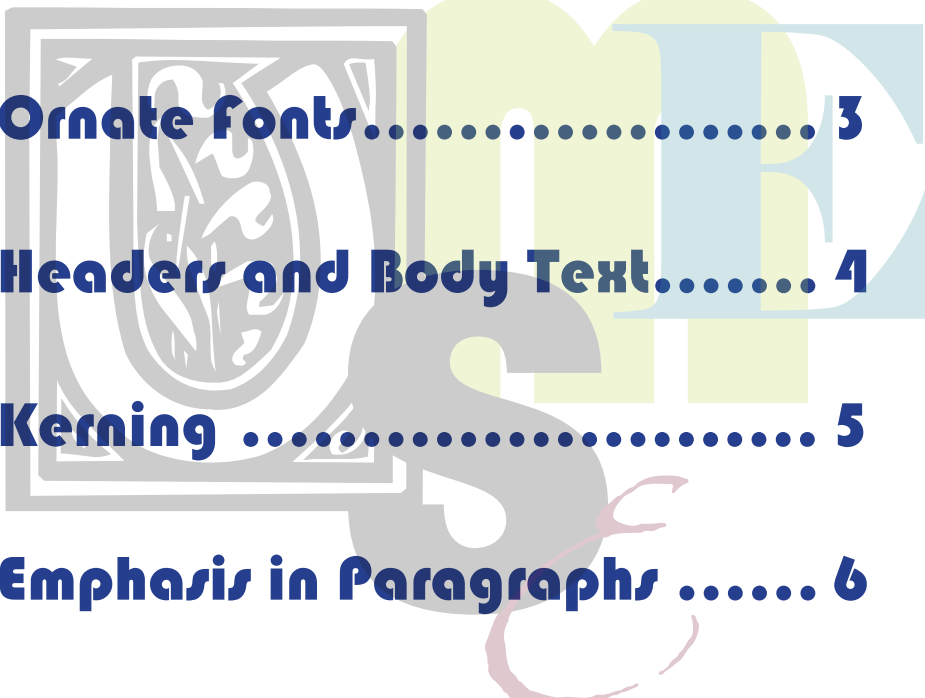 Ornate Fonts................... 3
Headers and Body Text....... 4
Kerning ........................ 5
Emphasis in Paragraphs ...... 6